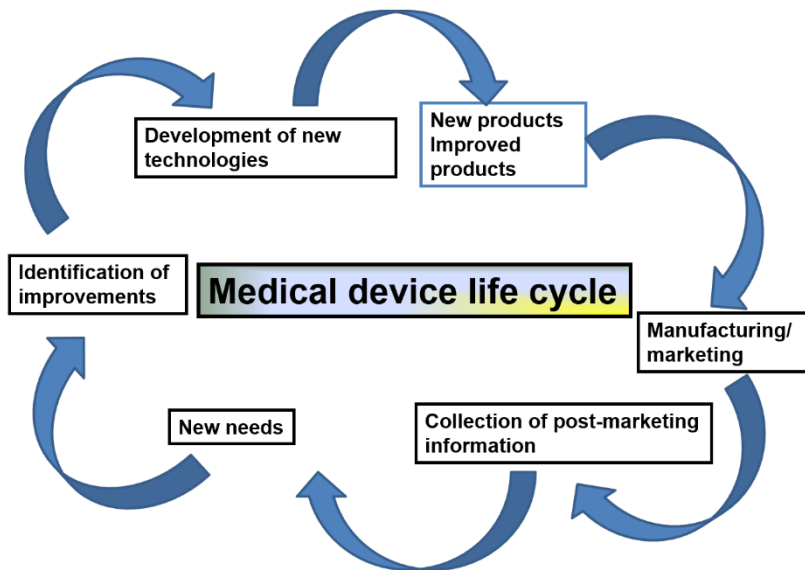 Development of new
technologies
New products
Improved
products
Identification of
improvements
Medical device life cycle
Manufacturing/
marketing
New needs
Collection of post-marketing
information